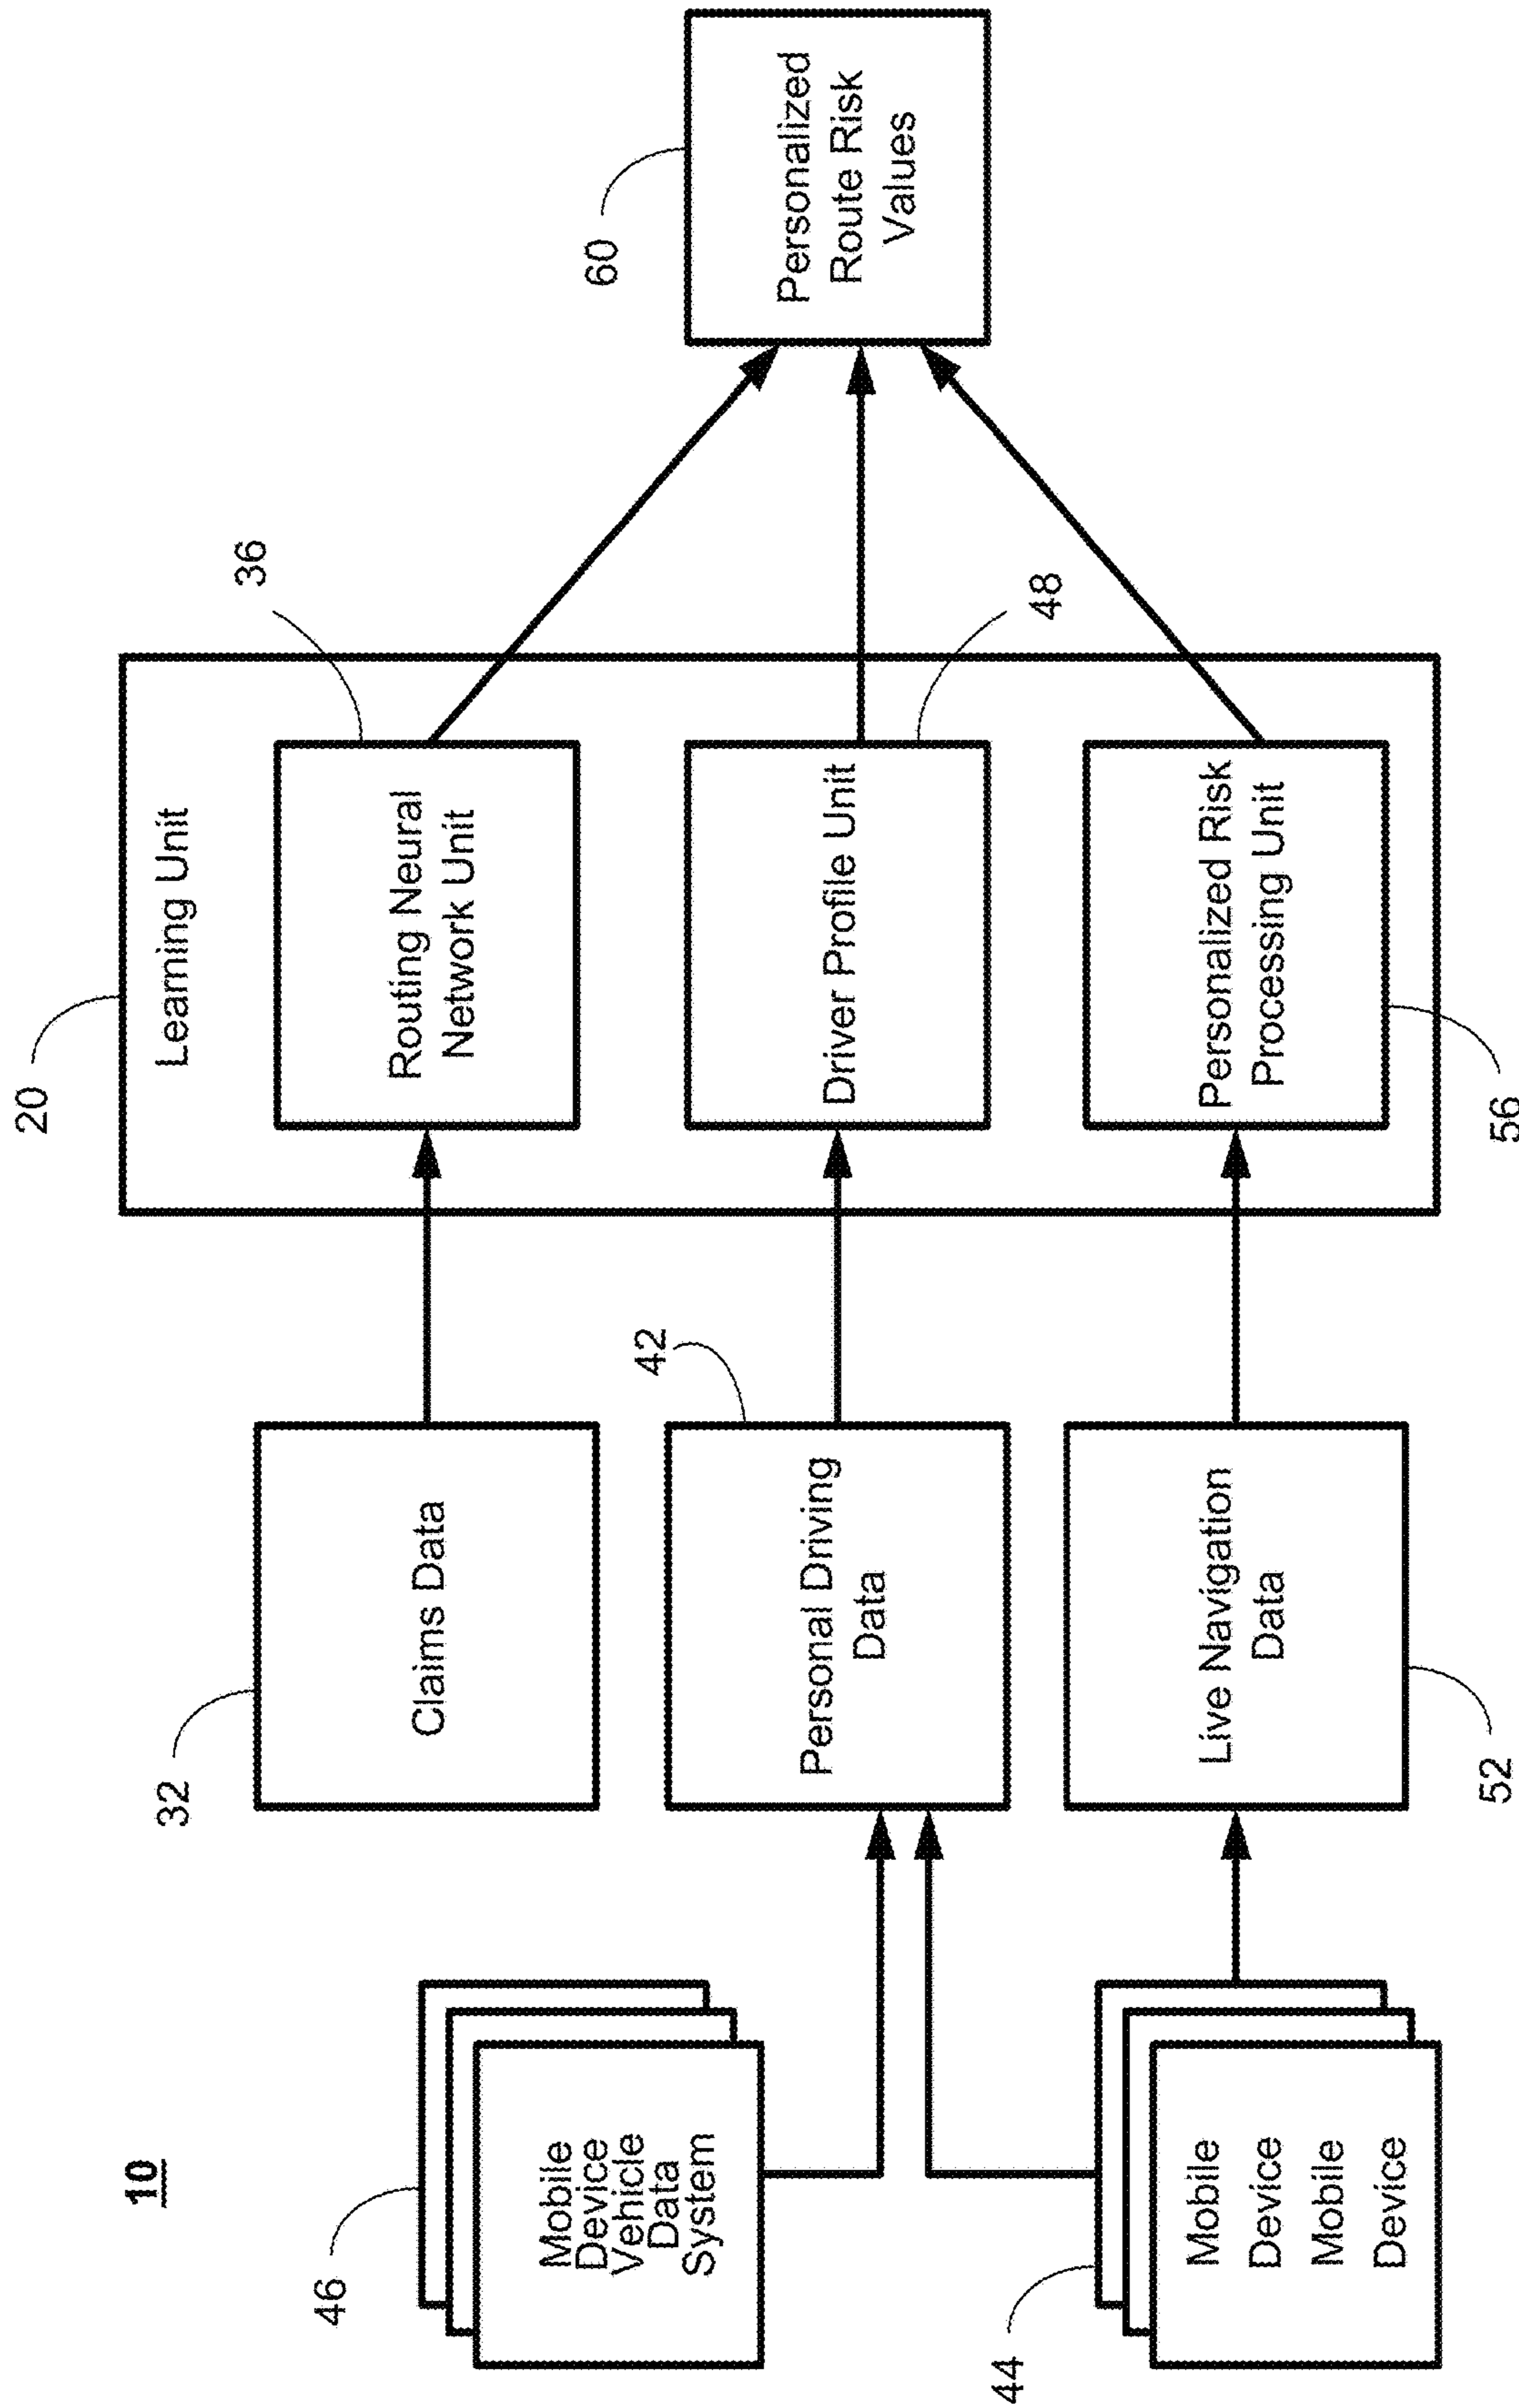 10
46
Mobile
Device
Vehicle
Data
System
44
Mobile
Device
Mobile
Device
32
Claims Data
42
Personal Driving
Data
52
Live Navigation
Data
20
Learning Unit
36
Routing Neural
Network Unit
48
Driver Profile Unit
56
Personalized Risk
Processing Unit
60
Personalized
Route Risk
Values